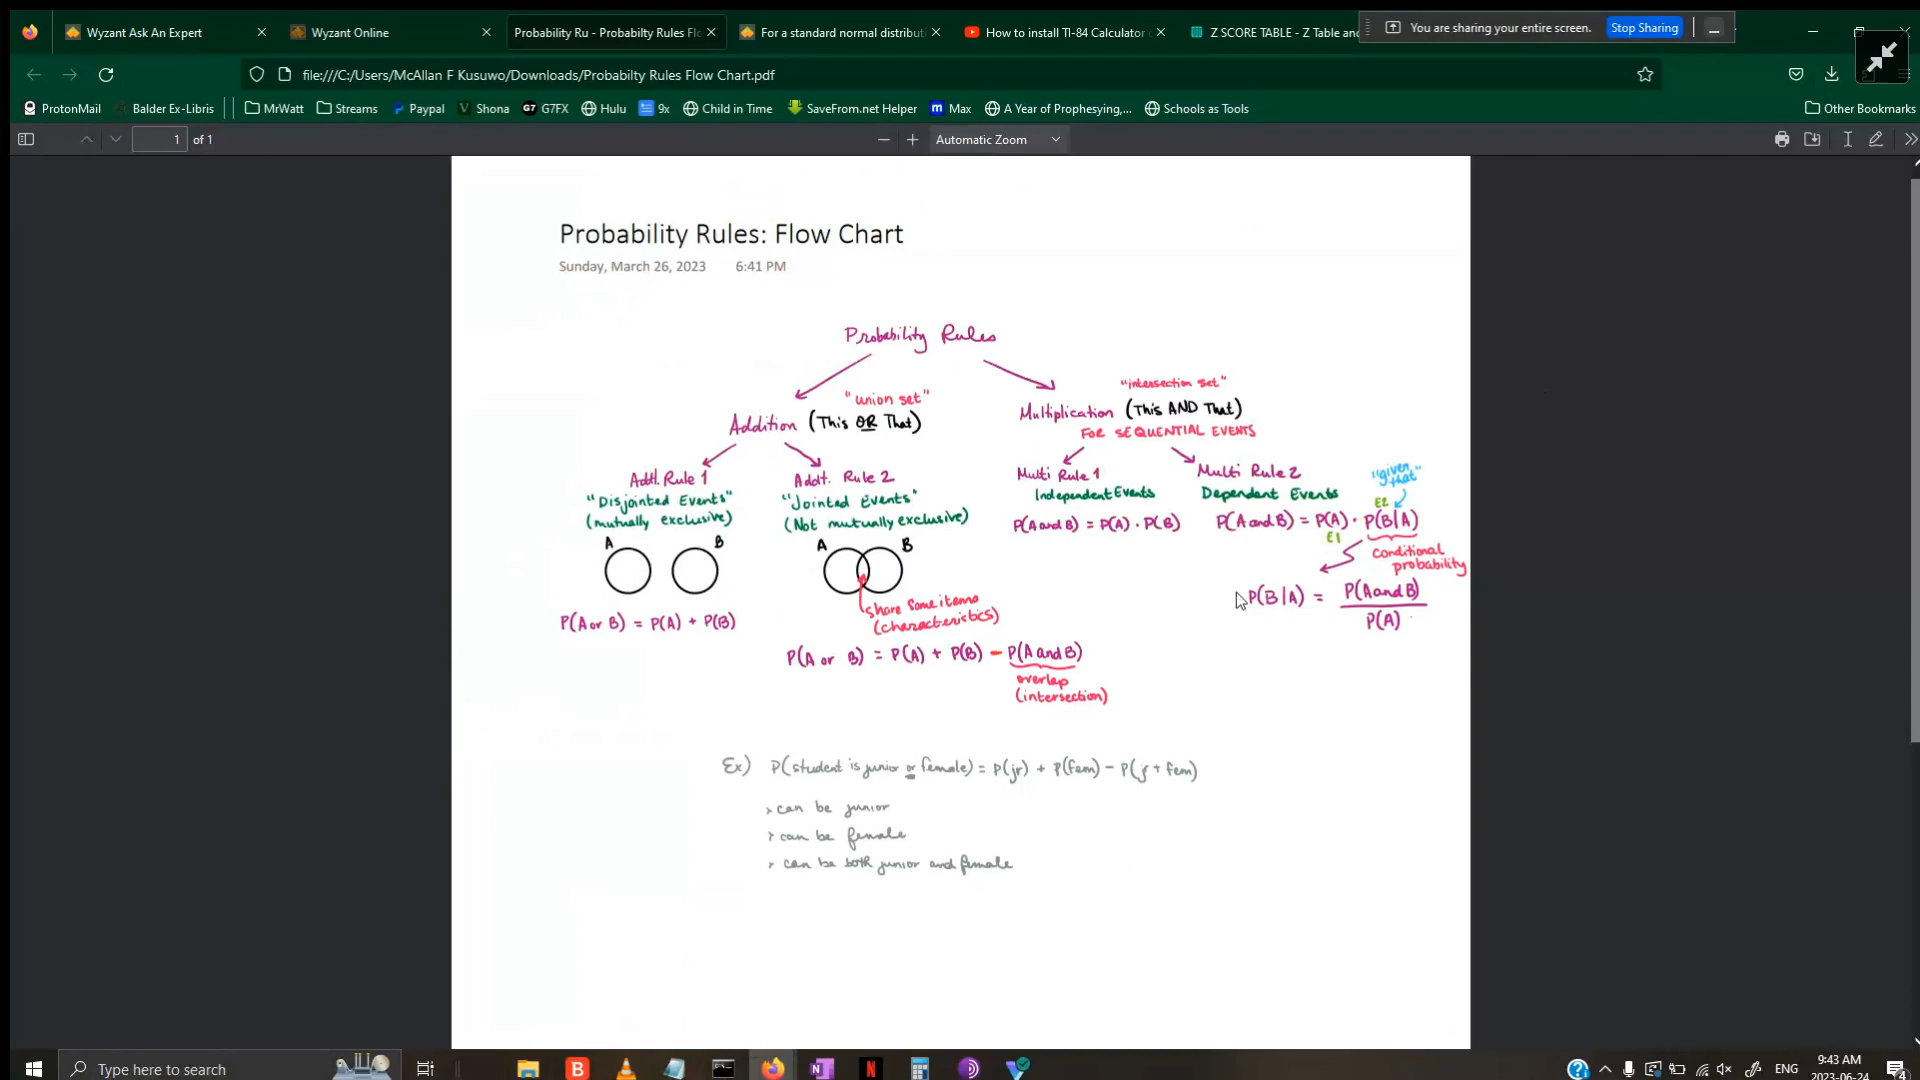 Wyzant Ask An Expert
Wyzant Online
Probability Ru - Probabilty Rules Flo
For a standard normal distributi
How to install TI-84 Calculator
Z SCORE TABLE - Z Table and
You are sharing your entire screen.
Stop Sharing
file:///C:/Users/McAllan F Kusuwo/Downloads/Probabilty Rules Flow Chart.pdf
ProtonMail
Balder Ex-Libris
MrWatt
Streams
Paypal
Shona
G7FX
Hulu
9x
Child in Time
SaveFrom.net Helper
Max
A Year of Prophesying,...
Schools as Tools
Other Bookmarks
1 of 1
Automatic Zoom
Probability Rules: Flow Chart
Sunday, March 26, 2023 6:41 PM
Probability Rules
"union set"
Addition (This OR That)
"intersection set"
Multiplication (This AND That)
FOR SEQUENTIAL EVENTS
Addt. Rule 1
"Disjointed Events"
(mutually exclusive)
A B
P(A or B) = P(A) + P(B)
Addt. Rule 2
"Jointed Events"
(Not mutually exclusive)
A B
share some items
(characteristics)
P(A or B) = P(A) + P(B) - P(A and B)
overlap
(intersection)
Multi Rule 1
Independent Events
P(A and B) = P(A) · P(B)
Multi Rule 2
Dependent Events
"given that"
E2
P(A and B) = P(A) · P(B|A)
E1
conditional
probability
P(B|A) = P(A and B)
P(A)
Ex) P(student is junior or female) = P(jr) + P(fem) - P(jr + fem)
> can be junior
> can be female
> can be both junior and female
Type here to search
ENG
9:43 AM
2023-06-24
4